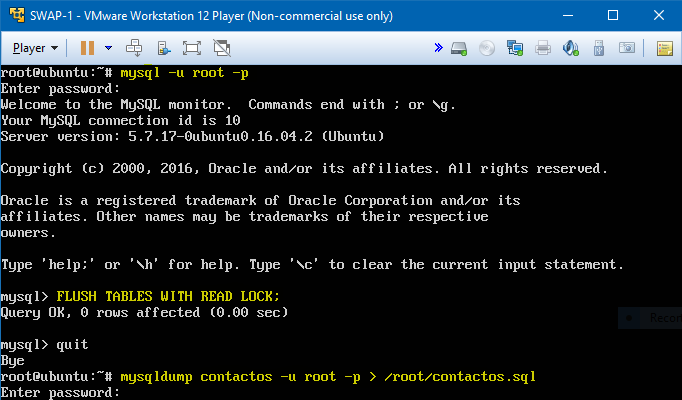 SWAP-1 - VMware Workstation 12 Player (Non-commercial use only)
Player
root@ubuntu:~# mysql -u root -p
Enter password:
Welcome to the MySQL monitor.  Commands end with ; or \g.
Your MySQL connection id is 10
Server version: 5.7.17-0ubuntu0.16.04.2 (Ubuntu)
Copyright (c) 2000, 2016, Oracle and/or its affiliates. All rights reserved.
Oracle is a registered trademark of Oracle Corporation and/or its
affiliates. Other names may be trademarks of their respective
owners.
Type 'help;' or '\h' for help. Type '\c' to clear the current input statement.
mysql> FLUSH TABLES WITH READ LOCK;
Query OK, 0 rows affected (0.00 sec)
mysql> quit
Bye
root@ubuntu:~# mysqldump contactos -u root -p > /root/contactos.sql
Enter password: